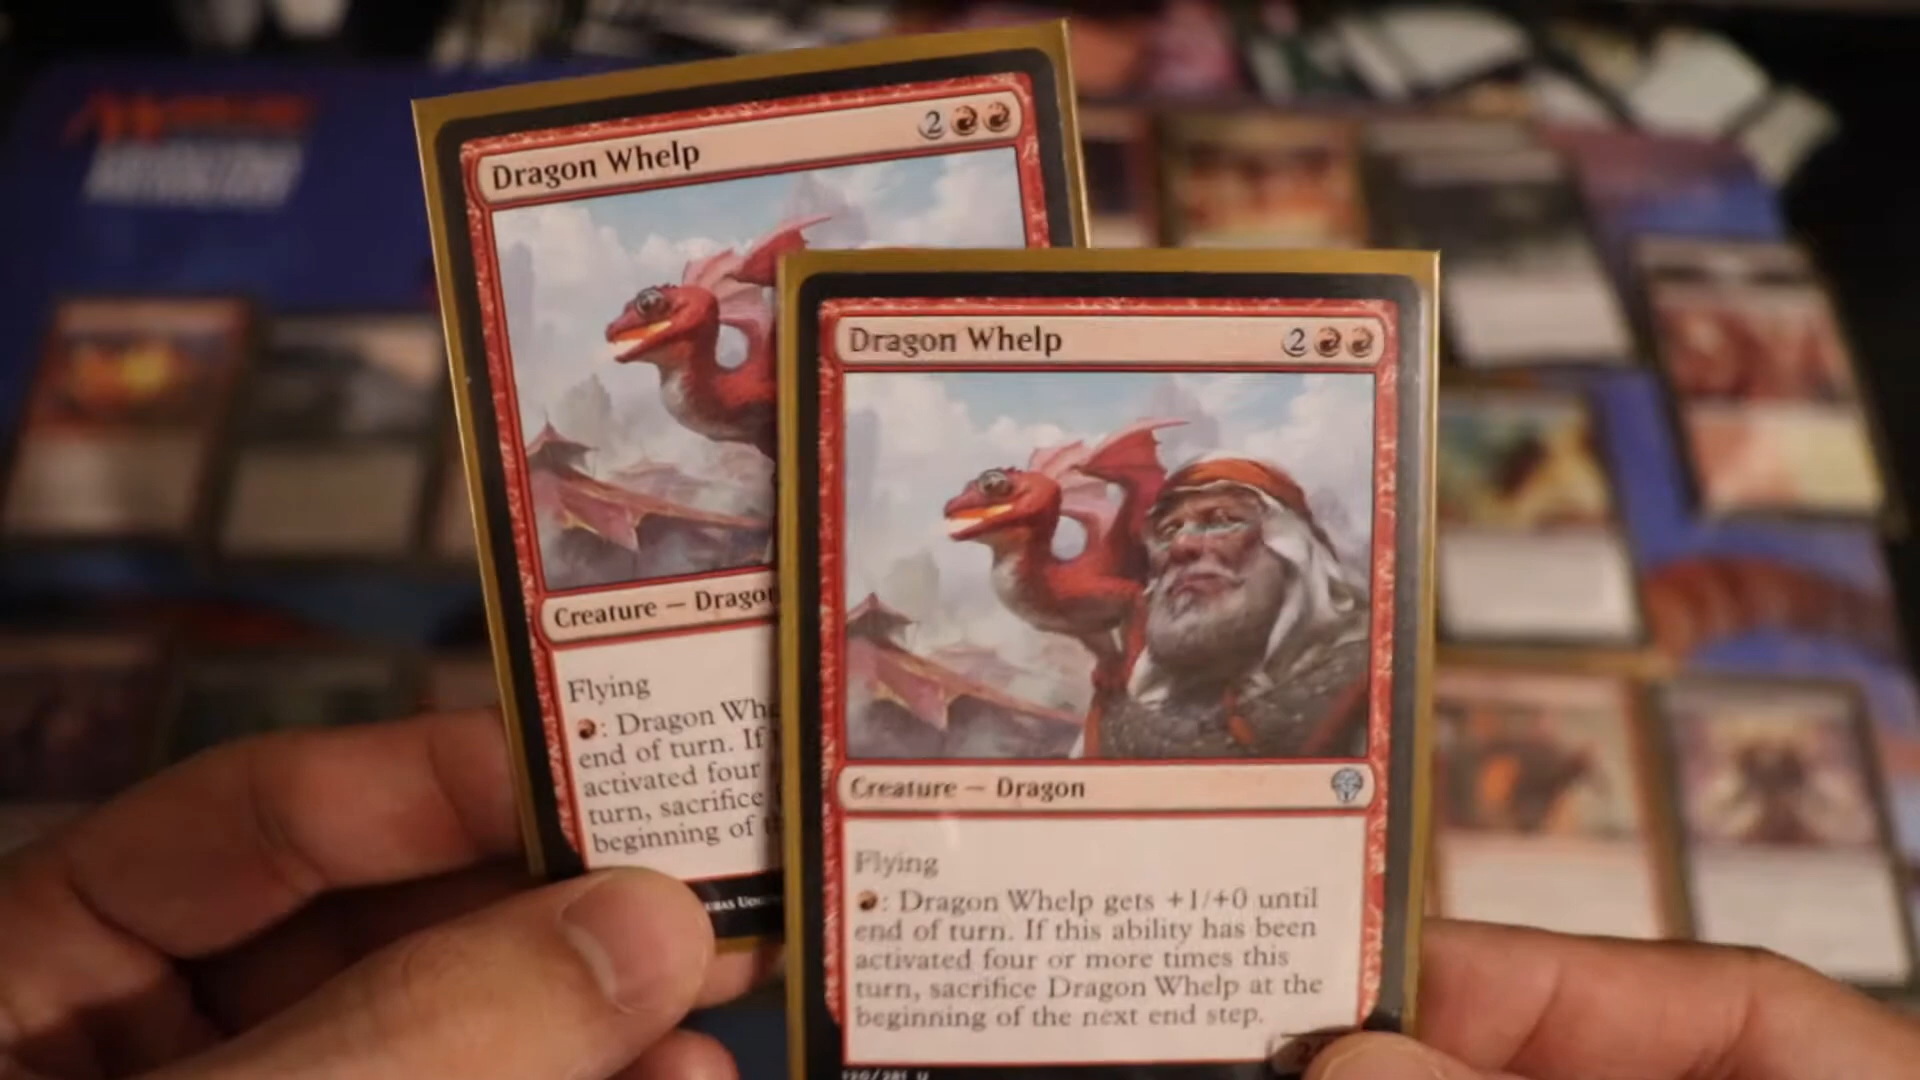 Dragon Whelp 2
Creature — Dragon
Flying
: Dragon Wh
end of turn. If
activated four
turn, sacrifice
beginning of
Dragon Whelp 2
Creature — Dragon
Flying
: Dragon Whelp gets +1/+0 until
end of turn. If this ability has been
activated four or more times this
turn, sacrifice Dragon Whelp at the
beginning of the next end step.
120/281 U